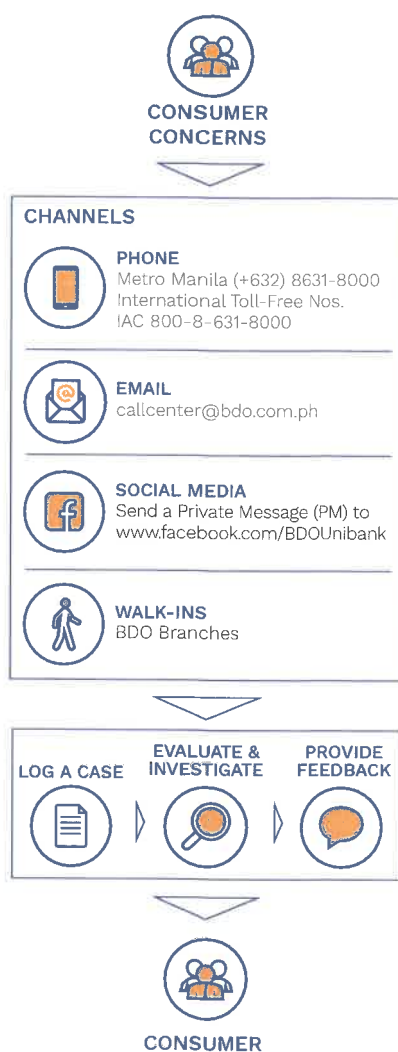 CONSUMER
CONCERNS
CHANNELS
PHONE
Metro Manila (+632) 8631-8000
International Toll-Free Nos.
IAC 800-8-631-8000
EMAIL
callcenter@bdo.com.ph
SOCIAL MEDIA
Send a Private Message (PM) to
www.facebook.com/BDOUnibank
WALK-INS
BDO Branches
LOG A CASE
EVALUATE &
INVESTIGATE
PROVIDE
FEEDBACK
CONSUMER